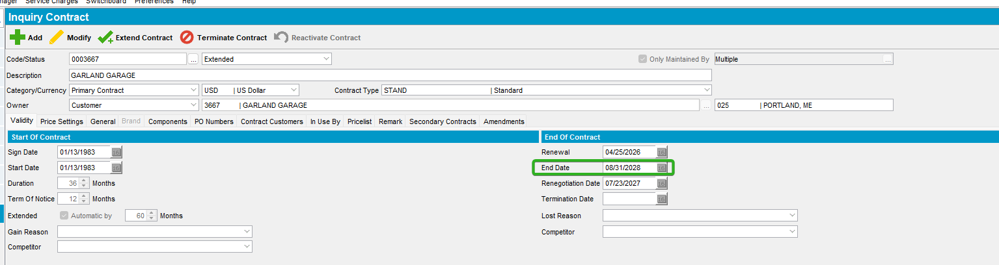 Service Charges Switchboard Preferences Help
Inquiry Contract
Add Modify Extend Contract Terminate Contract Reactivate Contract
Code/Status 0003667 ... Extended Only Maintained By Multiple ...
Description GARLAND GARAGE
Category/Currency Primary Contract USD | US Dollar Contract Type STAND | Standard
Owner Customer 3667 | GARLAND GARAGE ... 025 | PORTLAND, ME
Validity Price Settings General Brand Components PO Numbers Contract Customers In Use By Pricelist Remark Secondary Contracts Amendments
Start Of Contract End Of Contract
Sign Date 01/13/1983 16 Renewal 04/25/2026 16
Start Date 01/13/1983 16 End Date 08/31/2028 16
Duration 36 Months Renegotiation Date 07/23/2027 16
Term Of Notice 12 Months Termination Date 16
Extended Automatic by 60 Months Lost Reason
Gain Reason Competitor
Competitor